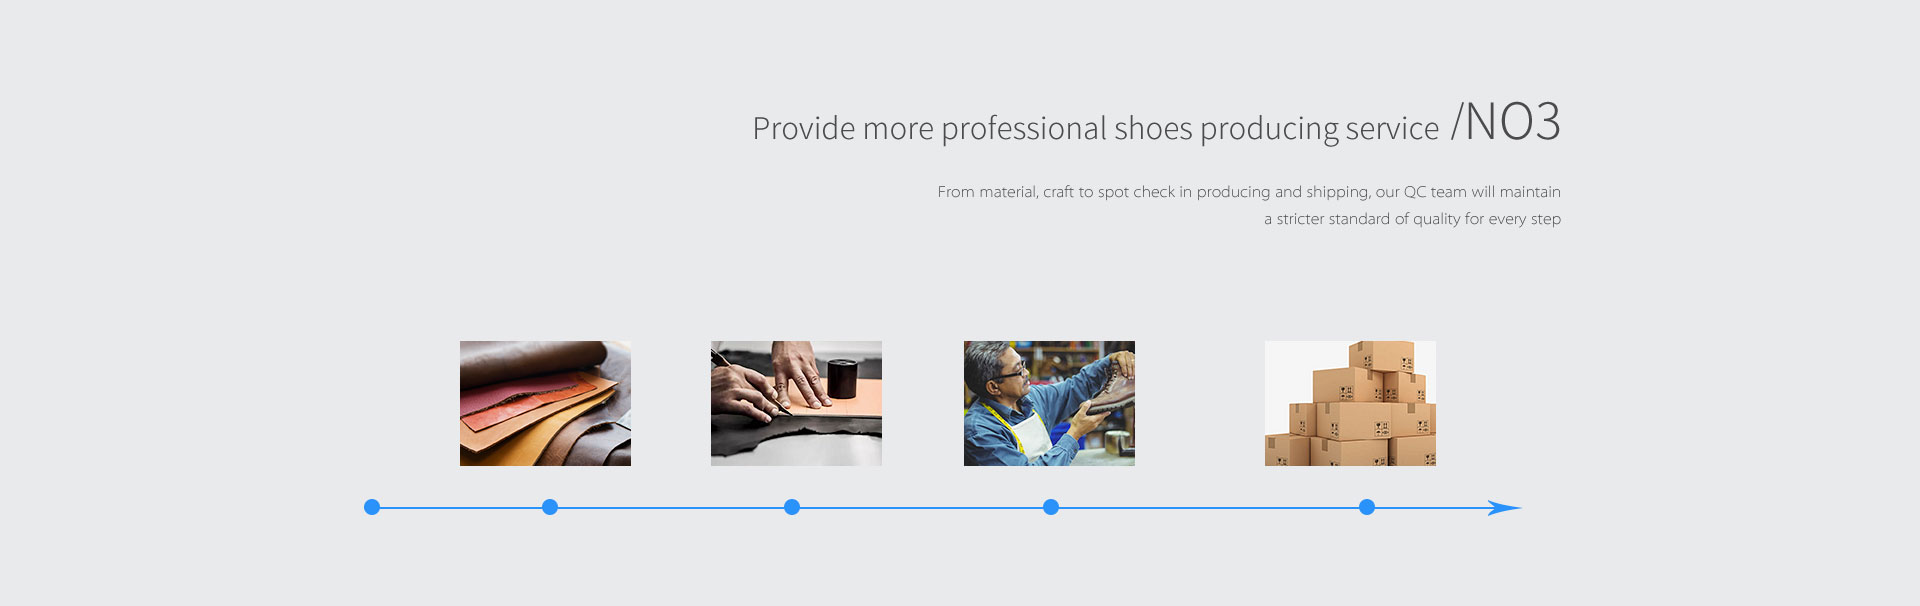 Provide more professional shoes producing service /NO3
From material, craft to spot check in producing and shipping, our QC team will maintain
a stricter standard of quality for every step